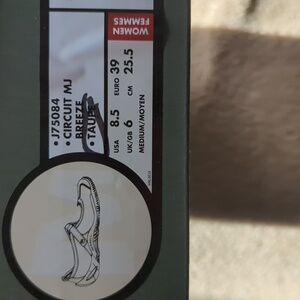 • J75084
• CIRCUIT MJ
BREEZE
• TAUPE
WOMEN
FEMMES
USA 8.5
EURO 39
UK/GB 6
CM 25.5
MEDIUM/MOYEN